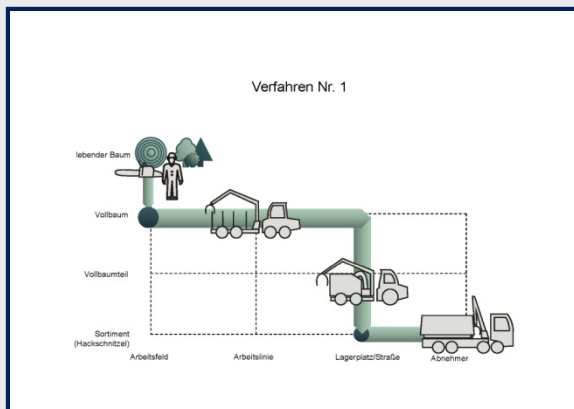 Verfahren Nr. 1
lebender Baum
Vollbaum
Vollbaumteil
Sortiment
(Hackschnitzel)
Arbeitsfeld
Arbeitslinie
Lagerplatz/Straße
Abnehmer